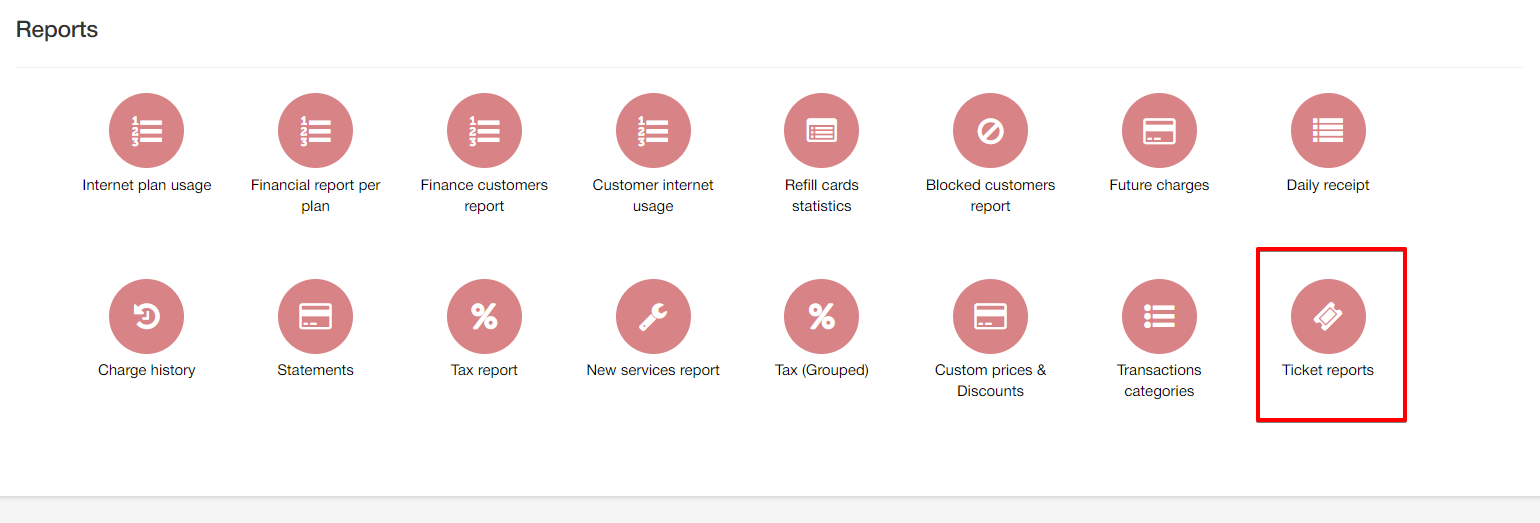 Reports
Internet plan usage
Financial report per
plan
Finance customers
report
Customer internet
usage
Refill cards
statistics
Blocked customers
report
Future charges
Daily receipt
Charge history
Statements
Tax report
New services report
Tax (Grouped)
Custom prices &
Discounts
Transactions
categories
Ticket reports